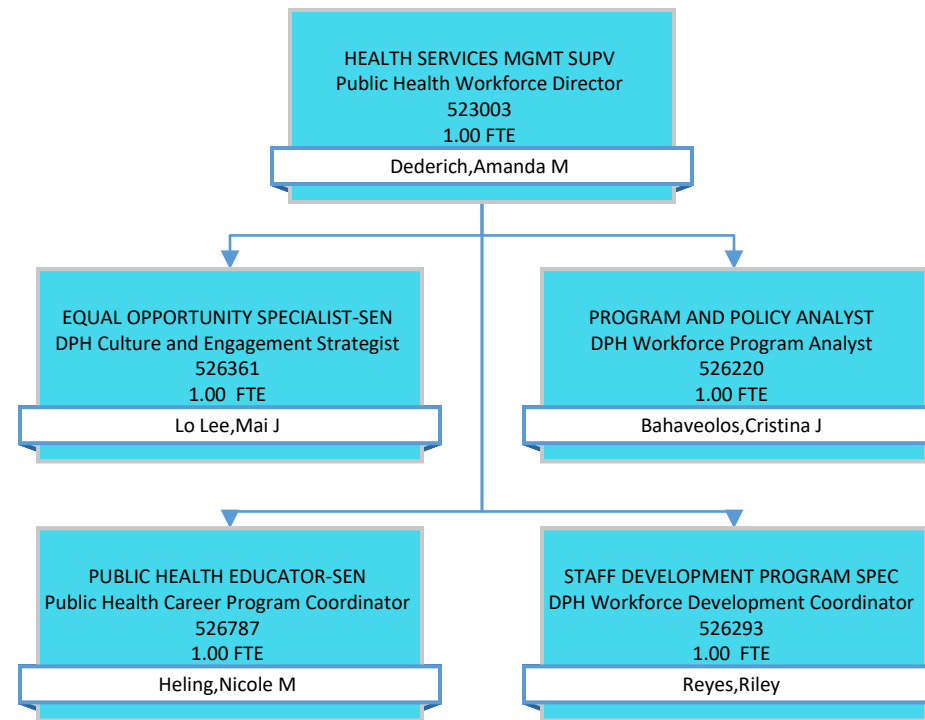 HEALTH SERVICES MGMT SUPV
Public Health Workforce Director
523003
1.00 FTE
Dederich,Amanda M
EQUAL OPPORTUNITY SPECIALIST-SEN
DPH Culture and Engagement Strategist
526361
1.00 FTE
Lo Lee,Mai J
PROGRAM AND POLICY ANALYST
DPH Workforce Program Analyst
526220
1.00 FTE
Bahaveolos,Cristina J
PUBLIC HEALTH EDUCATOR-SEN
Public Health Career Program Coordinator
526787
1.00 FTE
Heling,Nicole M
STAFF DEVELOPMENT PROGRAM SPEC
DPH Workforce Development Coordinator
526293
1.00 FTE
Reyes,Riley